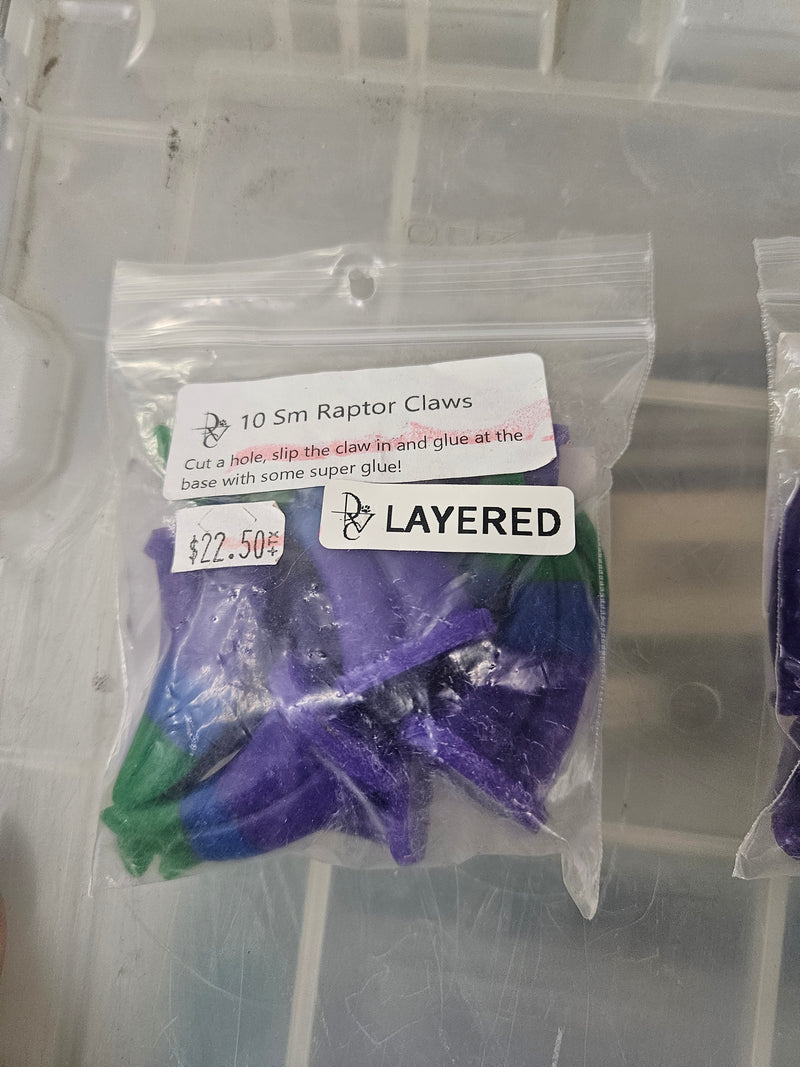 10 Sm Raptor Claws
Cut a hole, slip the claw in and glue at the
base with some super glue!
LAYERED
$22.50